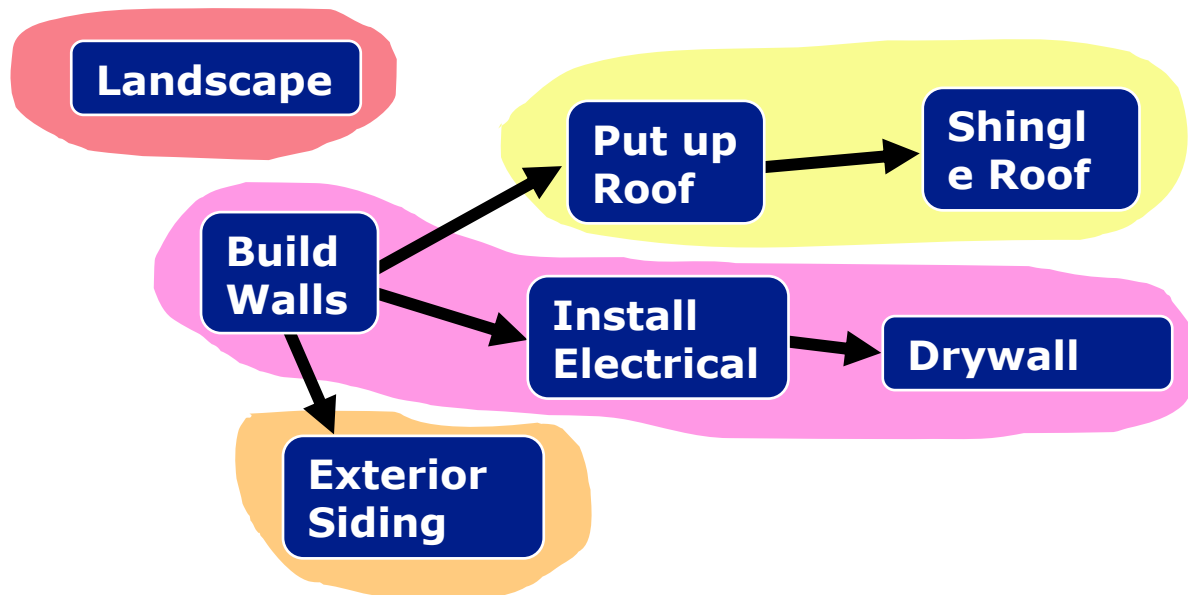 Landscape
Put up
Roof
Shingl
e Roof
Build
Walls
Install
Electrical
Drywall
Exterior
Siding